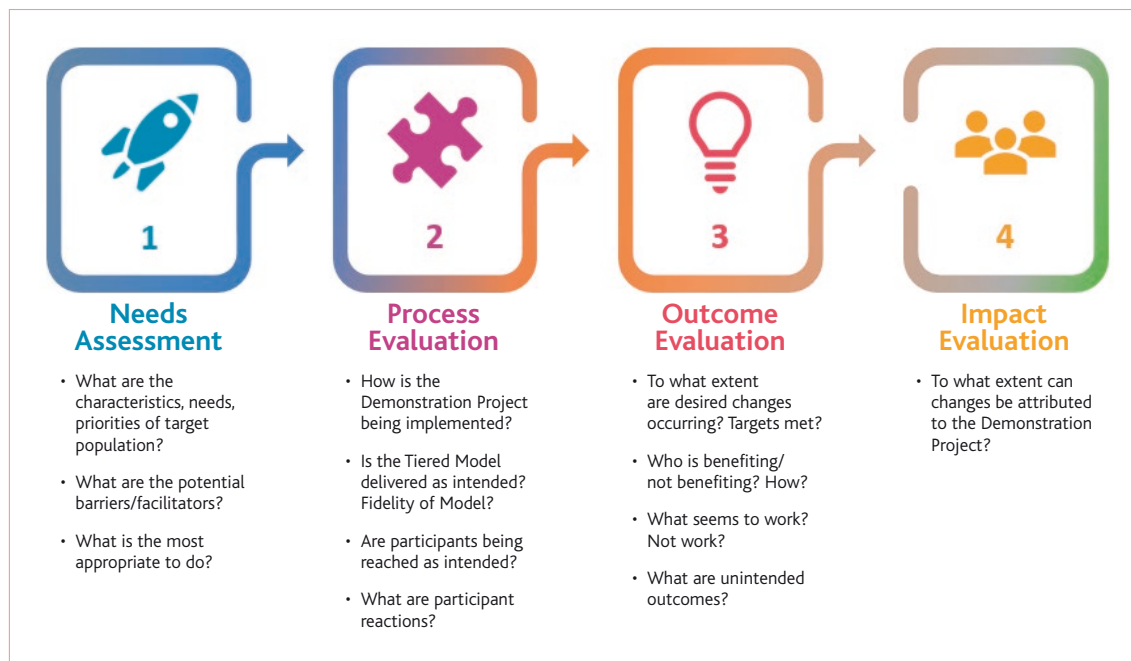 1
Needs
Assessment
• What are the
characteristics, needs,
priorities of target
population?
• What are the potential
barriers/facilitators?
• What is the most
appropriate to do?
2
Process
Evaluation
• How is the
Demonstration Project
being implemented?
• Is the Tiered Model
delivered as intended?
Fidelity of Model?
• Are participants being
reached as intended?
• What are participant
reactions?
3
Outcome
Evaluation
• To what extent
are desired changes
occurring? Targets met?
• Who is benefiting/
not benefiting? How?
• What seems to work?
Not work?
• What are unintended
outcomes?
4
Impact
Evaluation
• To what extent can
changes be attributed
to the Demonstration
Project?